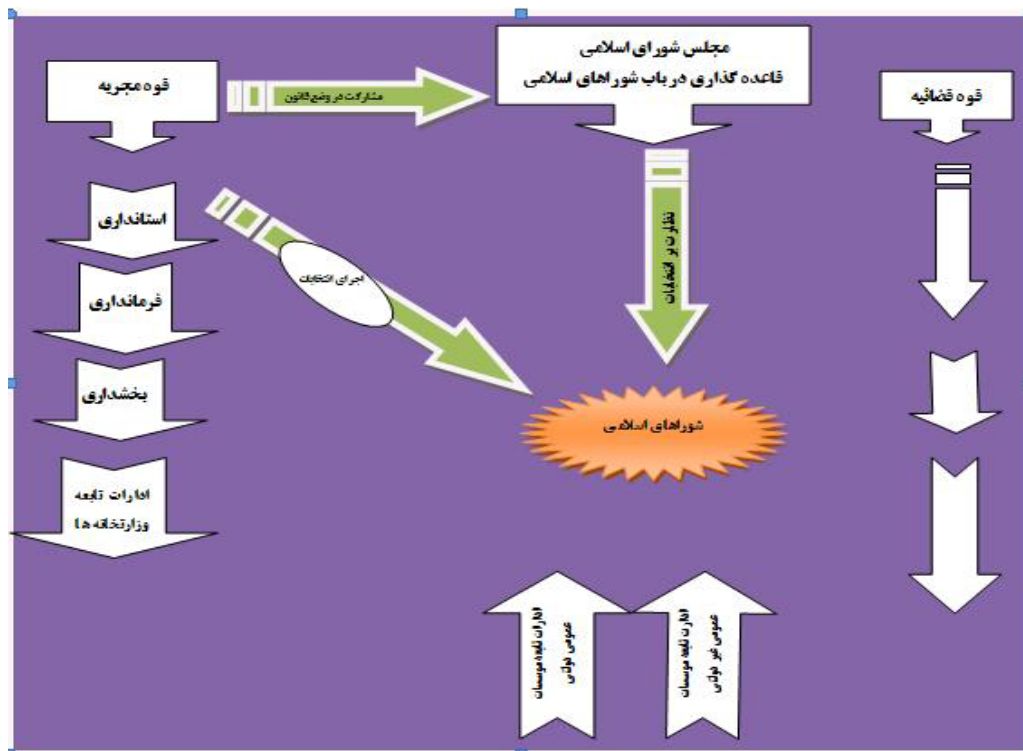 مجلس شورای اسلامی
قاعده گذاری در باب شوراهای اسلامی
قوه قضائیه
قوه مجریه
مشارکت در وضع قانون
استانداری
فرمانداری
بخشداری
ادارات تابعه
وزارتخانه ها
اجرای انتخابات
نظارت بر انتخابات
شوراهای اسلامی
ادارت تابعه موسسات
عمومی غیر دولتی
ادارات تابعه موسسات
عمومی دولتی